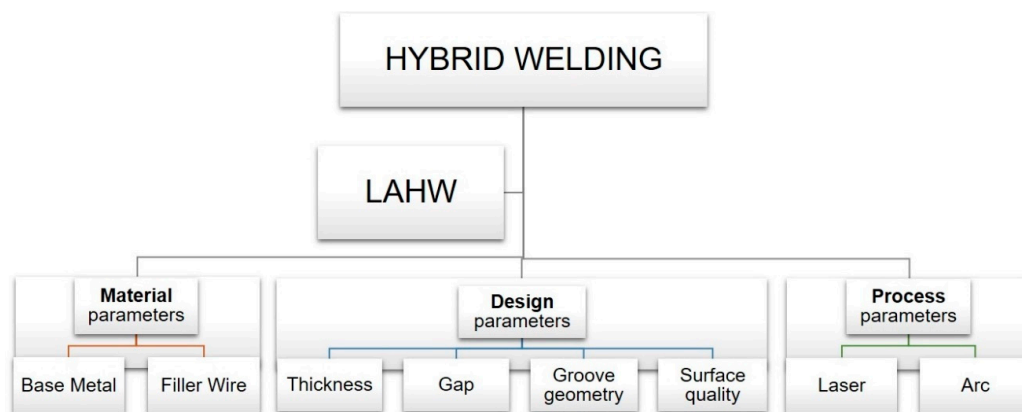 HYBRID WELDING
LAHW
Material
parameters
Design
parameters
Process
parameters
Base Metal
Filler Wire
Thickness
Gap
Groove
geometry
Surface
quality
Laser
Arc